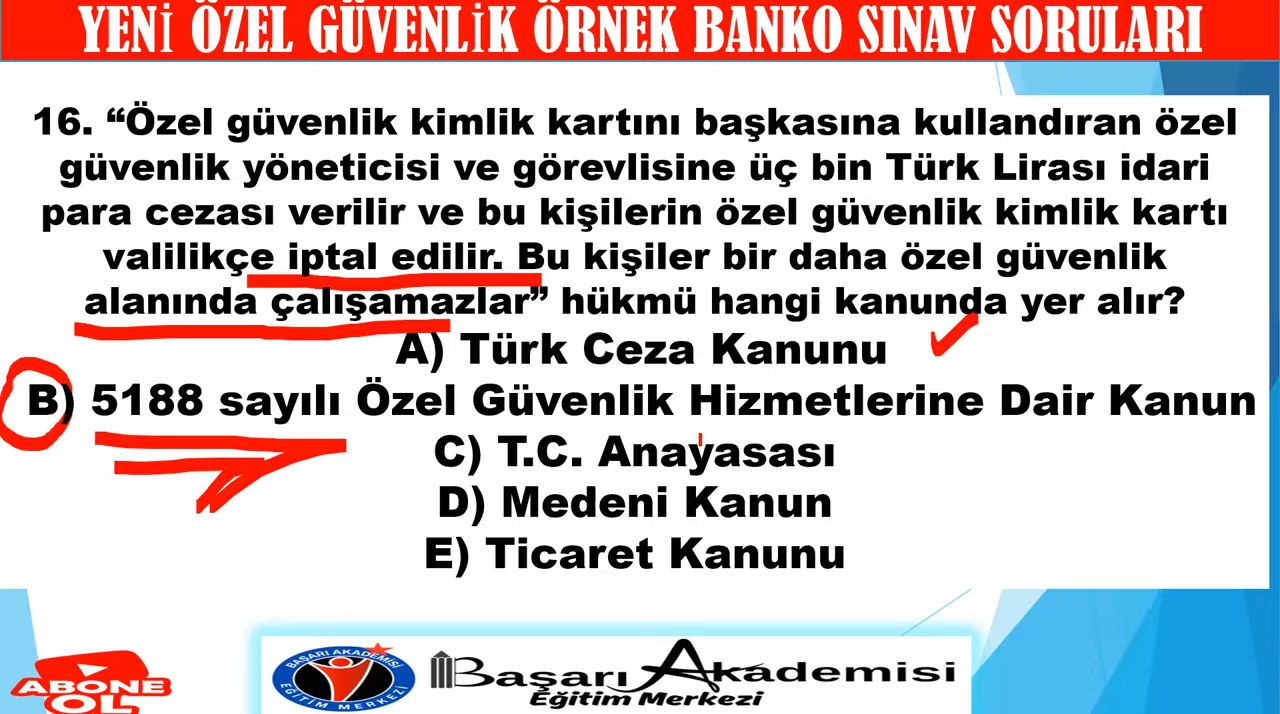 YENİ ÖZEL GÜVENLİK ÖRNEK BANKO SINAV SORULARI
16. “Özel güvenlik kimlik kartını başkasına kullandıran özel
güvenlik yöneticisi ve görevlisine üç bin Türk Lirası idari
para cezası verilir ve bu kişilerin özel güvenlik kimlik kartı
valilikçe iptal edilir. Bu kişiler bir daha özel güvenlik
alanında çalışamazlar” hükmü hangi kanunda yer alır?
A) Türk Ceza Kanunu
B) 5188 sayılı Özel Güvenlik Hizmetlerine Dair Kanun
C) T.C. Anayasası
D) Medeni Kanun
E) Ticaret Kanunu
ABONE
OL
BAŞARI AKADEMİSİ
EĞİTİM MERKEZİ
Başarı Akademisi
Eğitim Merkezi